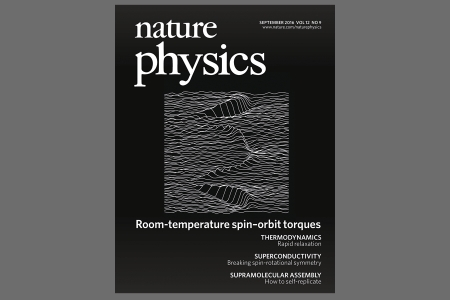 nature
physics
SEPTEMBER 2016 VOL 12 NO 9
www.nature.com/naturephysics
Room-temperature spin–orbit torques
THERMODYNAMICS
Rapid relaxation
SUPERCONDUCTIVITY
Breaking spin-rotational symmetry
SUPRAMOLECULAR ASSEMBLY
How to self-replicate